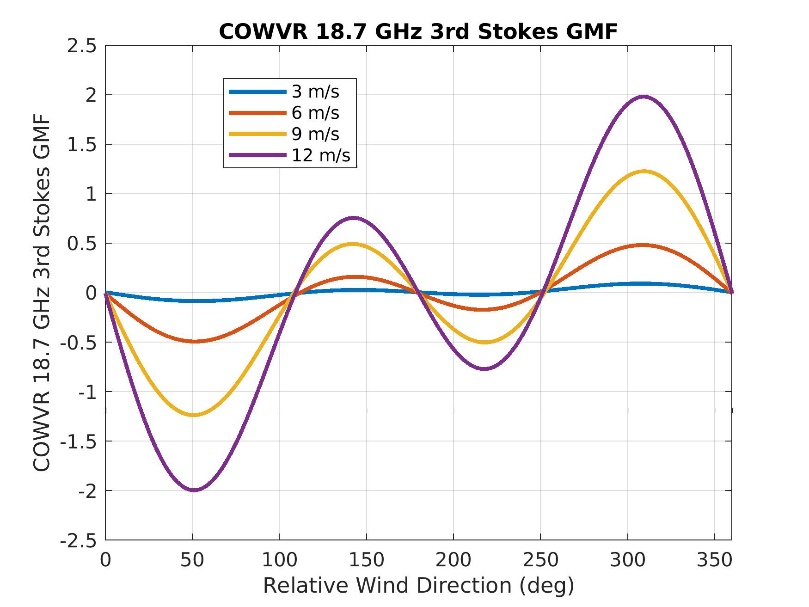 COWVR 18.7 GHz 3rd Stokes GMF
COWVR 18.7 GHz 3rd Stokes GMF
2.5
2
1.5
1
0.5
0
-0.5
-1
-1.5
-2
-2.5
3 m/s
6 m/s
9 m/s
12 m/s
0 50 100 150 200 250 300 350
Relative Wind Direction (deg)